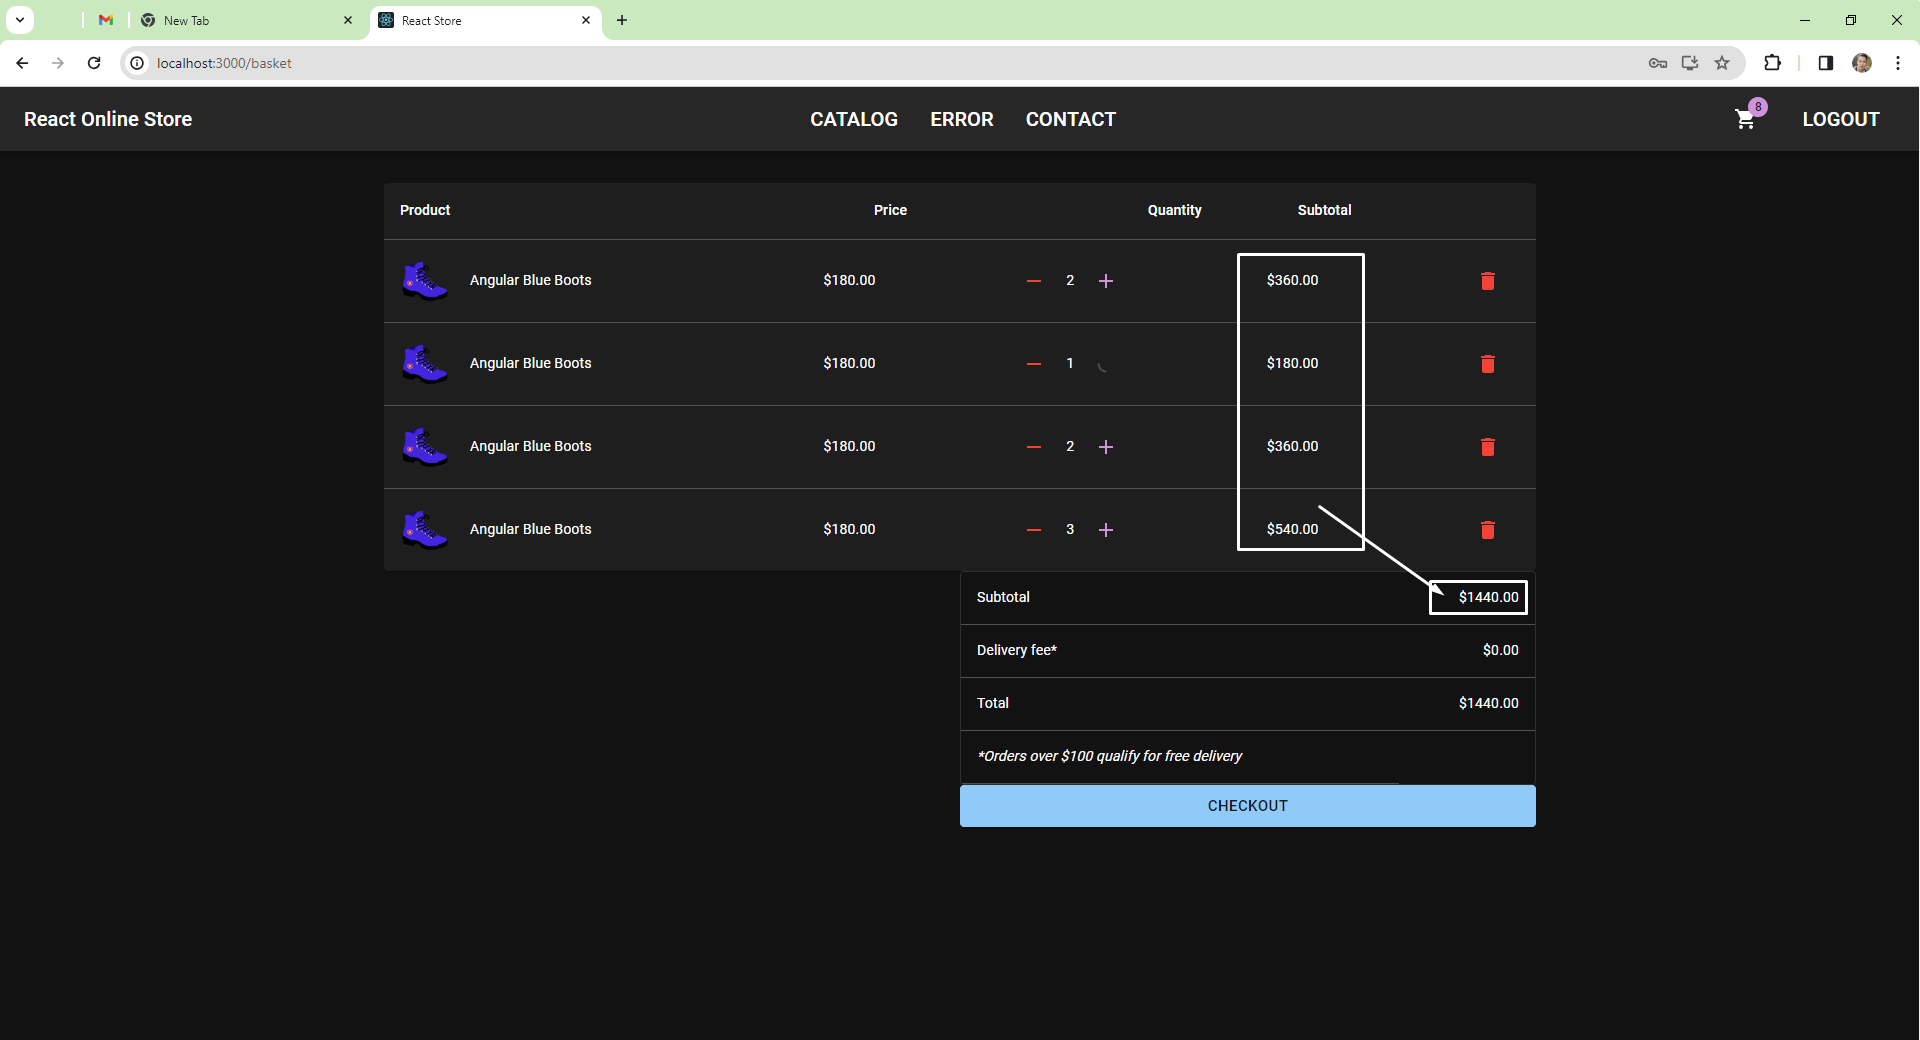 New Tab
React Store
localhost:3000/basket
React Online Store CATALOG ERROR CONTACT 8 LOGOUT
Product Price Quantity Subtotal
Angular Blue Boots $180.00 2 $360.00
Angular Blue Boots $180.00 1 $180.00
Angular Blue Boots $180.00 2 $360.00
Angular Blue Boots $180.00 3 $540.00
Subtotal $1440.00
Delivery fee* $0.00
Total $1440.00
*Orders over $100 qualify for free delivery
CHECKOUT